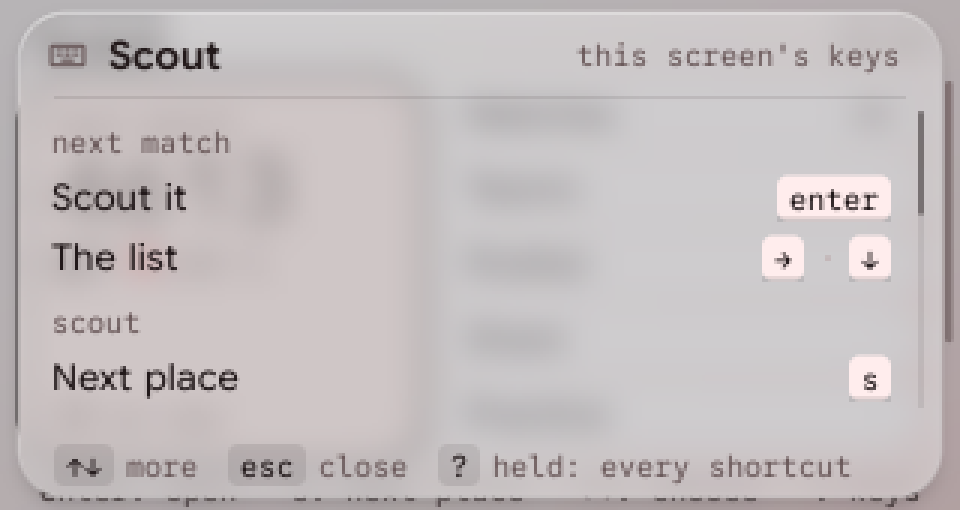 Scout this screen's keys
next match
Scout it enter
The list → · ↓
scout
Next place s
↑↓ more esc close ? held: every shortcut